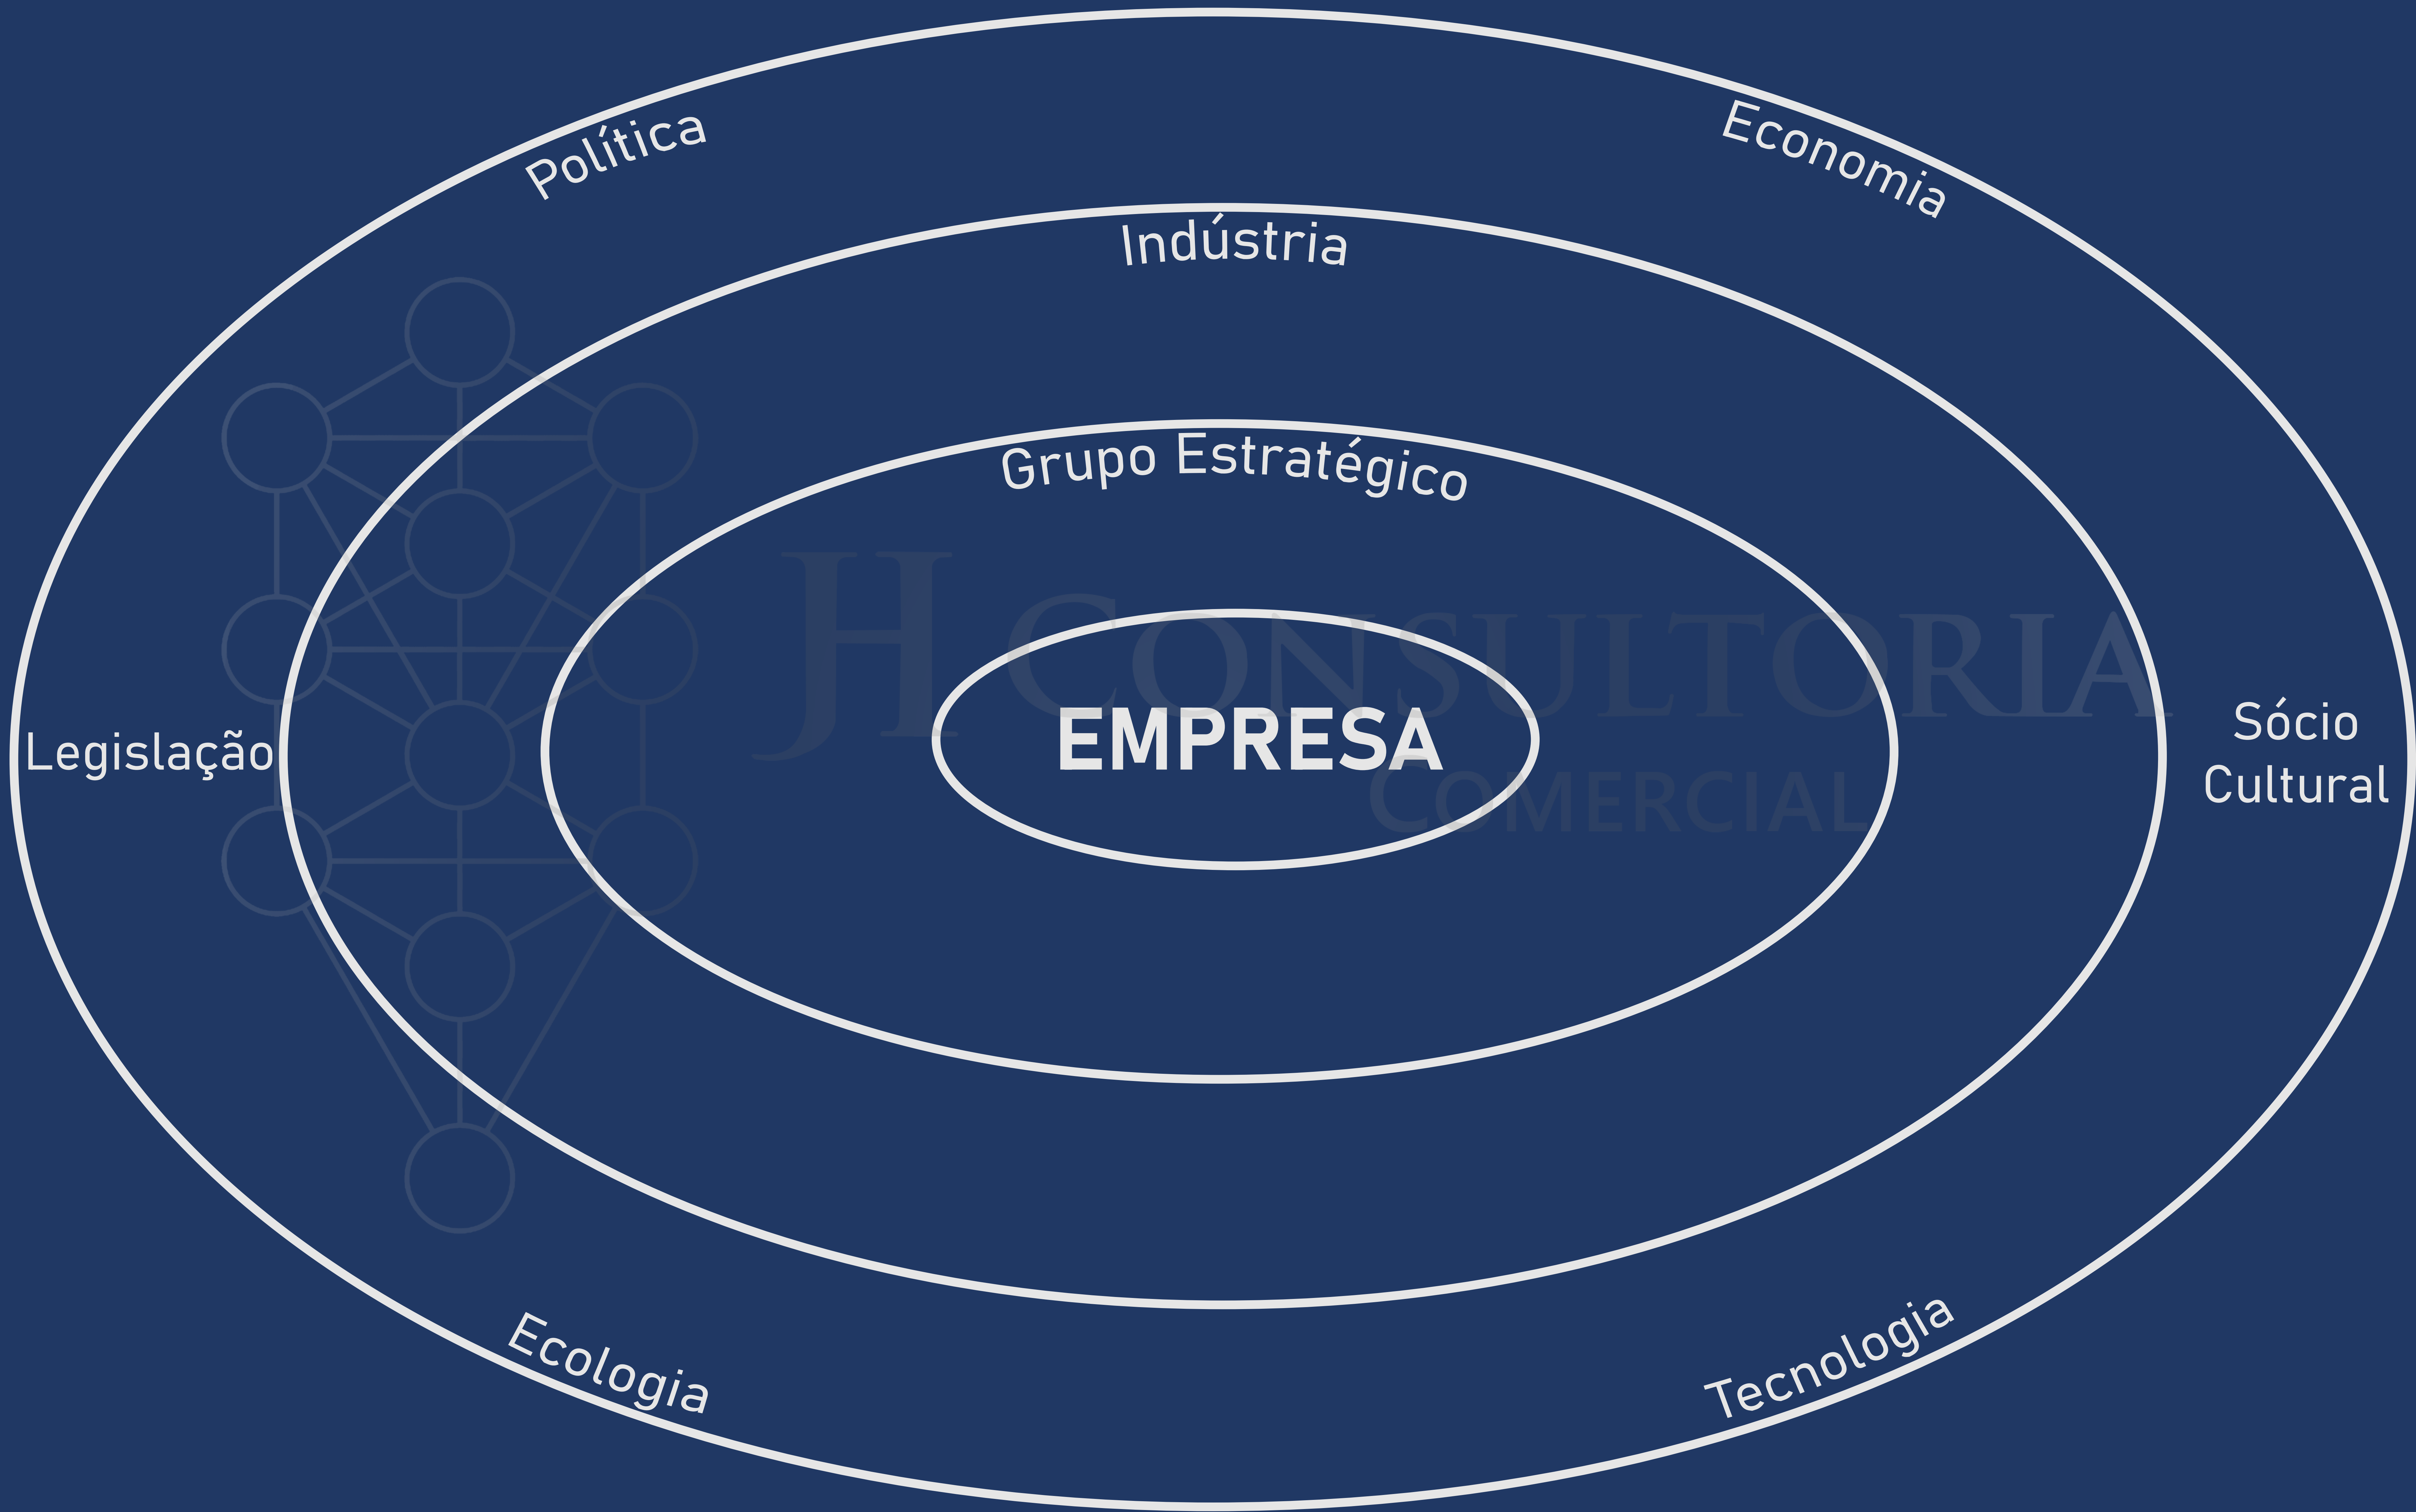 Política
Economia
Indústria
Grupo Estratégico
JH CONSULTORIA
COMERCIAL
EMPRESA
Legislação
Sócio
Cultural
Ecologia
Tecnologia